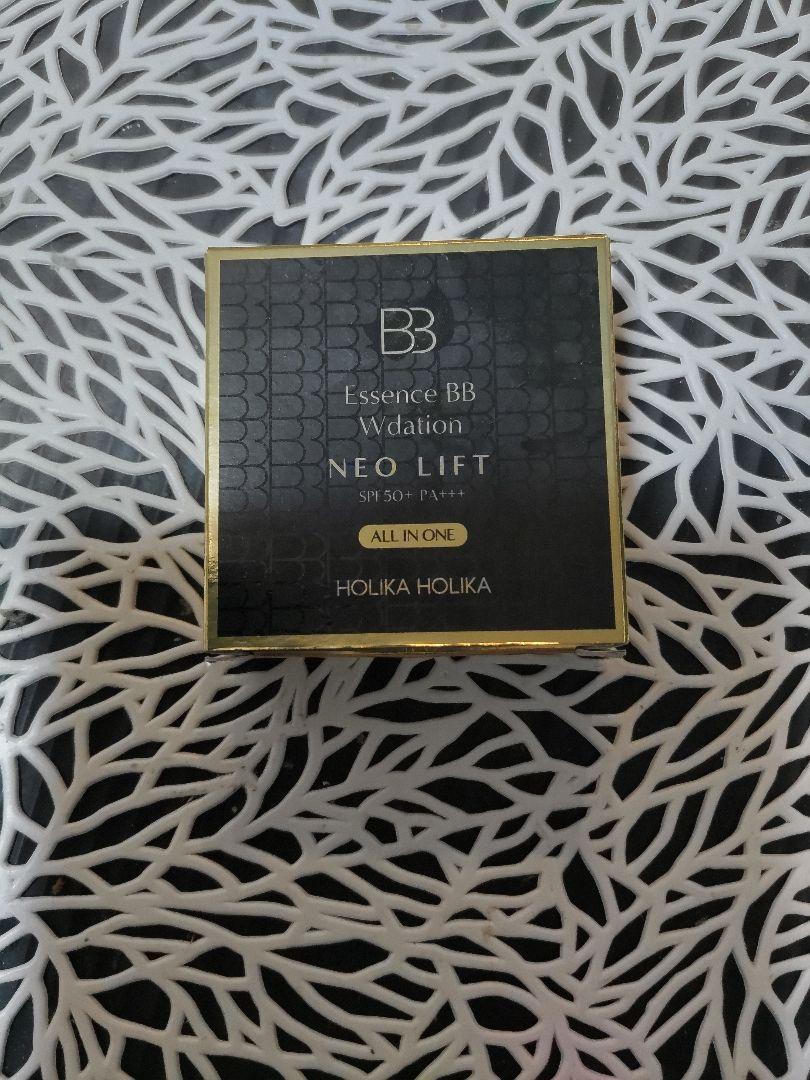 BB
Essence BB
Wdation
NEO LIFT
SPF50+ PA+++
ALL IN ONE
HOLIKA HOLIKA